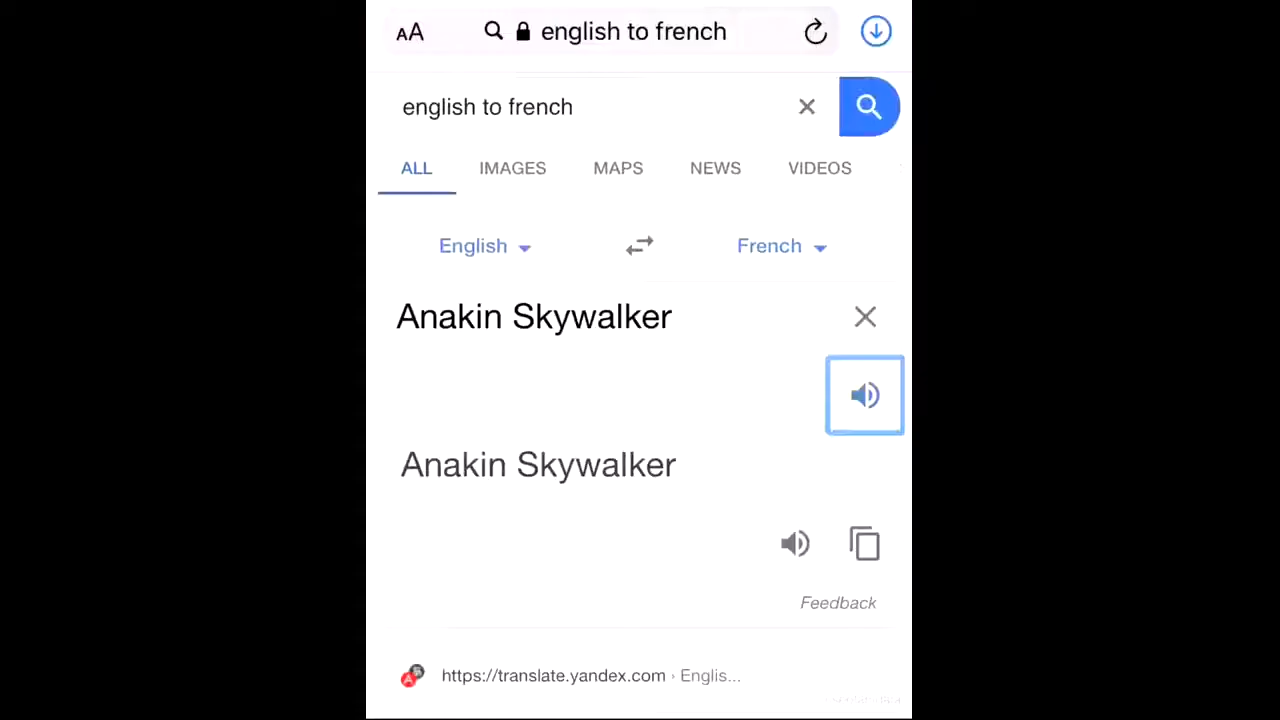 AA english to french
english to french
ALL IMAGES MAPS NEWS VIDEOS
English French
Anakin Skywalker
Anakin Skywalker
Feedback
https://translate.yandex.com › Englis...